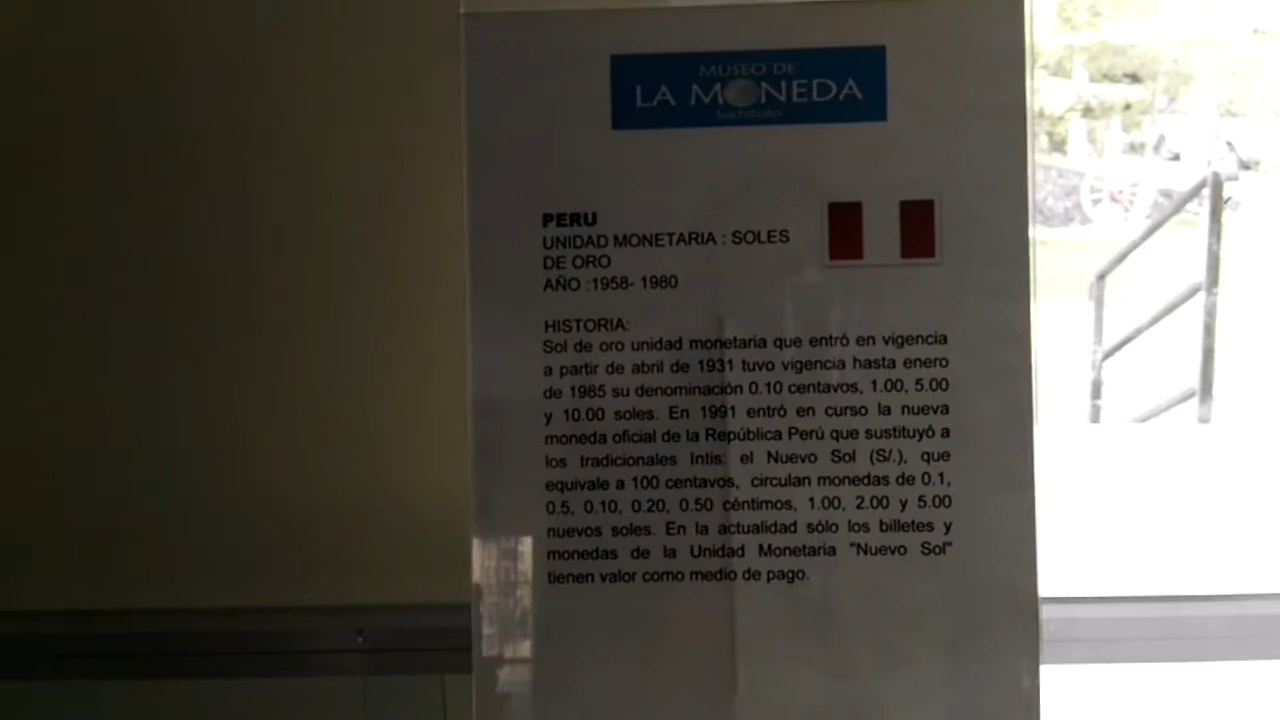 MUSEO DE
LA MONEDA
Suchitoto
PERU
UNIDAD MONETARIA : SOLES
DE ORO
AÑO :1958- 1980
HISTORIA:
Sol de oro unidad monetaria que entró en vigencia
a partir de abril de 1931 tuvo vigencia hasta enero
de 1985 su denominación 0.10 centavos, 1.00, 5.00
y 10.00 soles. En 1991 entró en curso la nueva
moneda oficial de la República Perú que sustituyó a
los tradicionales Intis: el Nuevo Sol (S/.), que
equivale a 100 centavos, circulan monedas de 0.1,
0.5, 0.10, 0.20, 0.50 céntimos, 1.00, 2.00 y 5.00
nuevos soles. En la actualidad sólo los billetes y
monedas de la Unidad Monetaria "Nuevo Sol"
tienen valor como medio de pago.